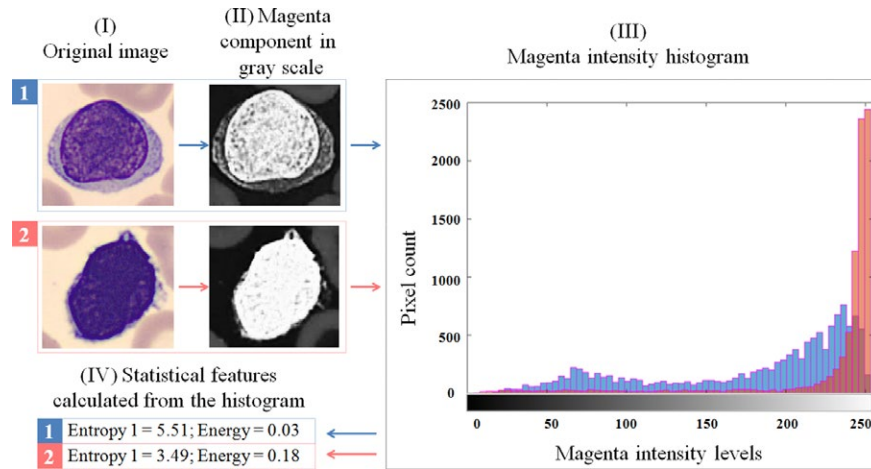 (I)
Original image
(II) Magenta
component in
gray scale
(III)
Magenta intensity histogram
1
2
2500
2000
1500
1000
500
0
Pixel count
0 50 100 150 200 250
Magenta intensity levels
(IV) Statistical features
calculated from the histogram
1 Entropy 1 = 5.51; Energy = 0.03
2 Entropy 1 = 3.49; Energy = 0.18